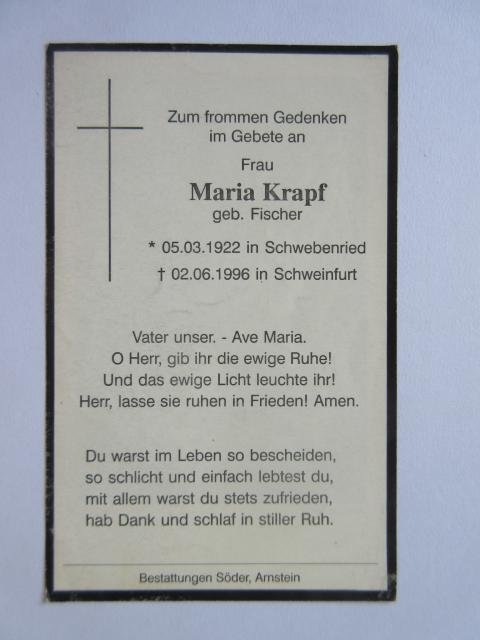 Zum frommen Gedenken
im Gebete an
Frau
Maria Krapf
geb. Fischer
* 05.03.1922 in Schwebenried
† 02.06.1996 in Schweinfurt
Vater unser. - Ave Maria.
O Herr, gib ihr die ewige Ruhe!
Und das ewige Licht leuchte ihr!
Herr, lasse sie ruhen in Frieden! Amen.
Du warst im Leben so bescheiden,
so schlicht und einfach lebtest du,
mit allem warst du stets zufrieden,
hab Dank und schlaf in stiller Ruh.
Bestattungen Söder, Arnstein